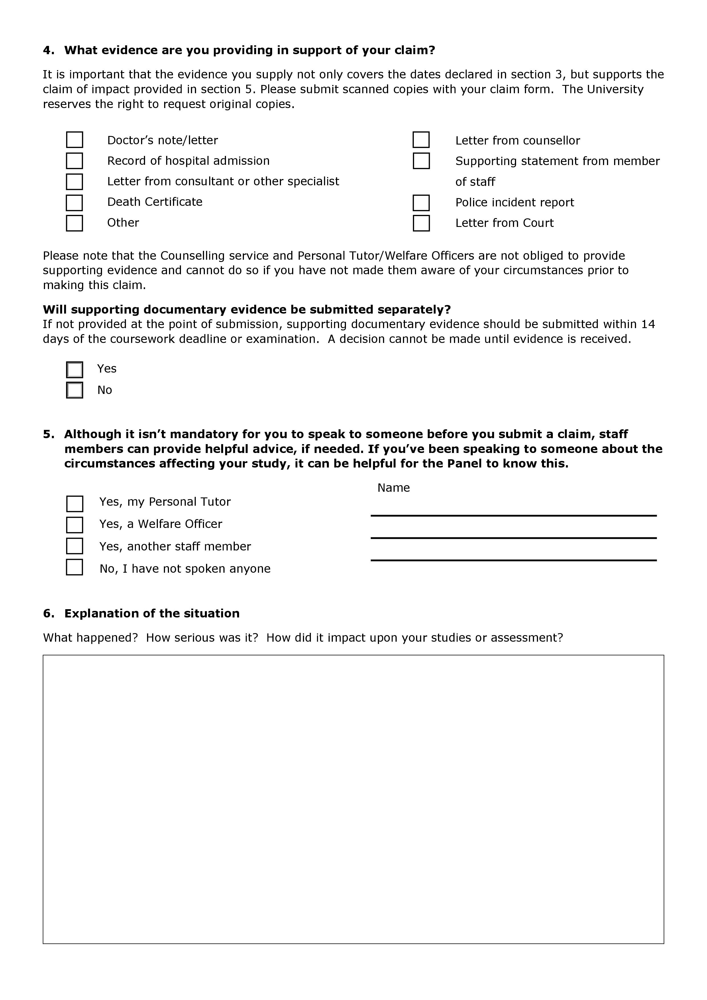 4. What evidence are you providing in support of your claim?
It is important that the evidence you supply not only covers the dates declared in section 3, but supports the
claim of impact provided in section 5. Please submit scanned copies with your claim form.  The University
reserves the right to request original copies.
Doctor’s note/letter
Record of hospital admission
Letter from consultant or other specialist
Death Certificate
Other
Letter from counsellor
Supporting statement from member
of staff
Police incident report
Letter from Court
Please note that the Counselling service and Personal Tutor/Welfare Officers are not obliged to provide
supporting evidence and cannot do so if you have not made them aware of your circumstances prior to
making this claim.
Will supporting documentary evidence be submitted separately?
If not provided at the point of submission, supporting documentary evidence should be submitted within 14
days of the coursework deadline or examination.  A decision cannot be made until evidence is received.
Yes
No
5. Although it isn’t mandatory for you to speak to someone before you submit a claim, staff
members can provide helpful advice, if needed. If you’ve been speaking to someone about the
circumstances affecting your study, it can be helpful for the Panel to know this.
Name
Yes, my Personal Tutor
Yes, a Welfare Officer
Yes, another staff member
No, I have not spoken anyone
6. Explanation of the situation
What happened?  How serious was it?  How did it impact upon your studies or assessment?